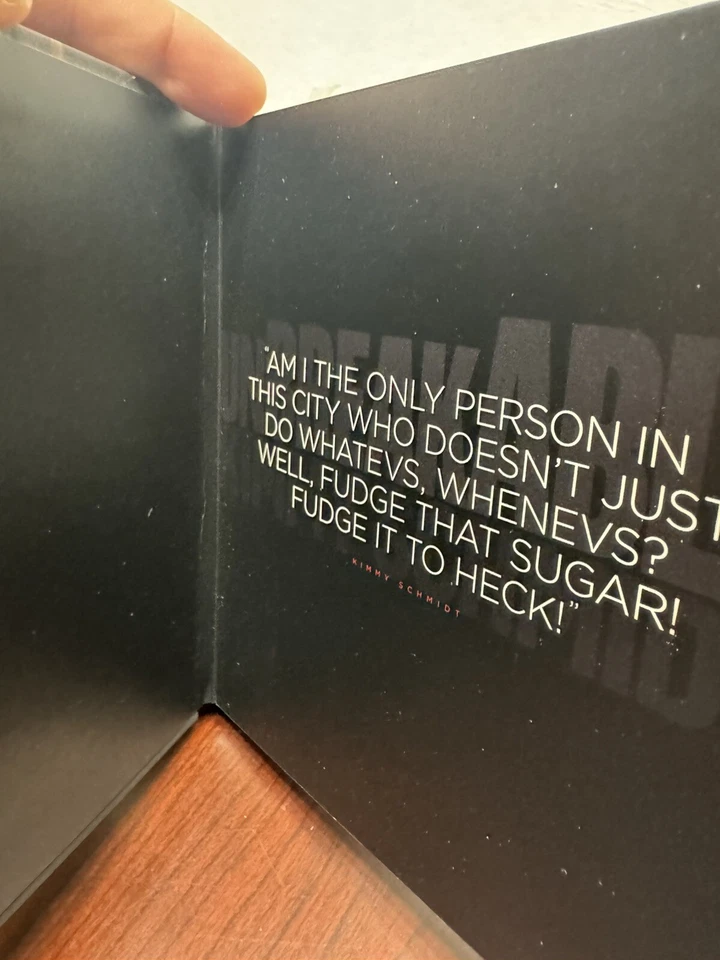 UNBREAKABL
"AM I THE ONLY PERSON IN
THIS CITY WHO DOESN'T JUST
DO WHATEVS, WHENEVS?
WELL, FUDGE THAT SUGAR!
FUDGE IT TO HECK!"
KIMMY SCHMIDT